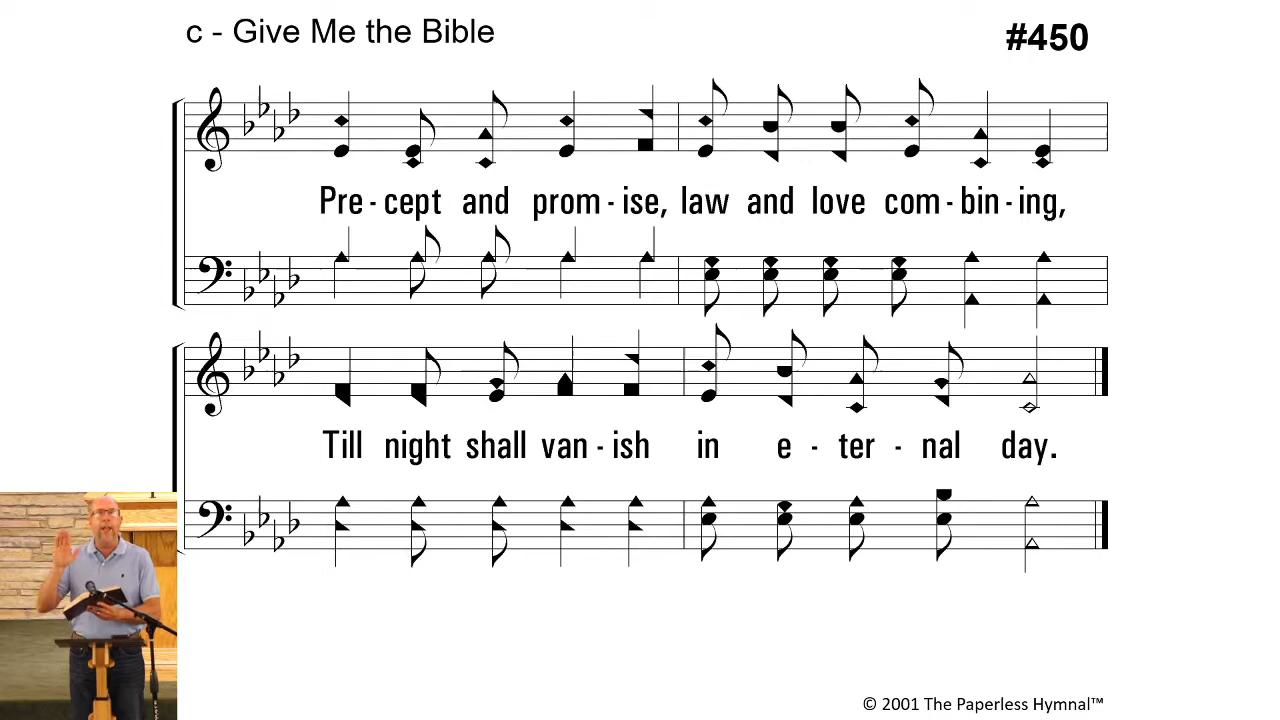 c - Give Me the Bible
#450
Pre - cept and prom - ise, law and love com - bin - ing,
Till night shall van - ish in e - ter - nal day.
© 2001 The Paperless Hymnal™